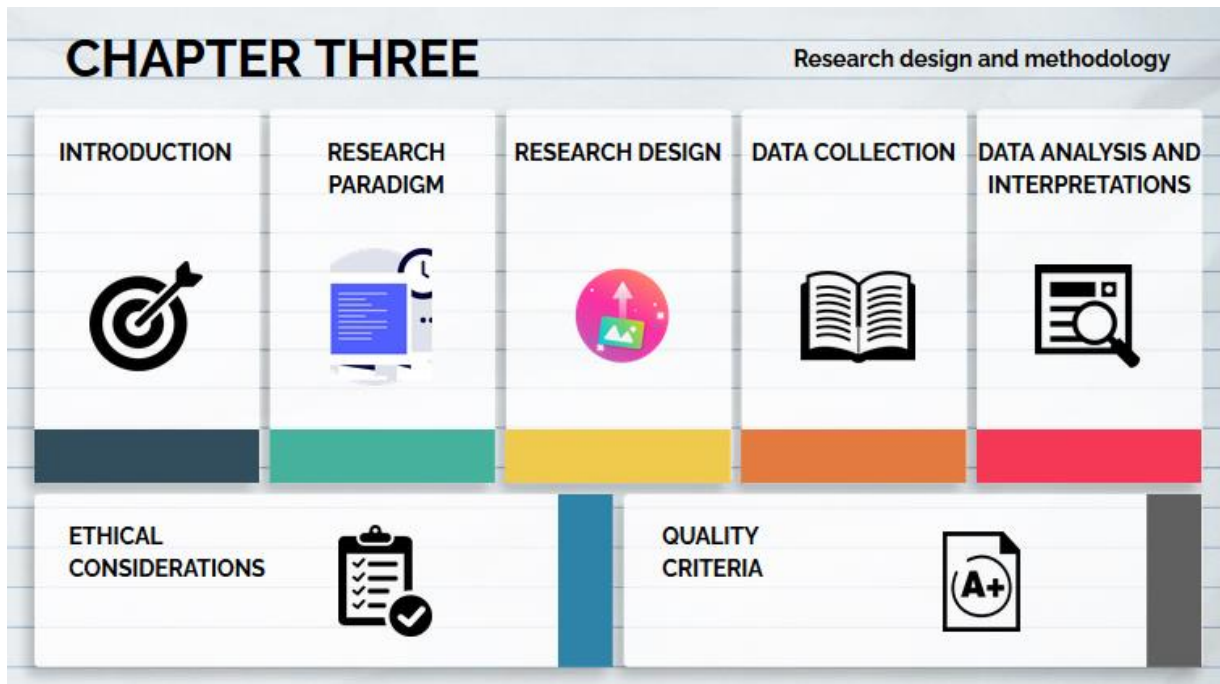 CHAPTER THREE
Research design and methodology
INTRODUCTION
RESEARCH
PARADIGM
RESEARCH DESIGN
DATA COLLECTION
DATA ANALYSIS AND
INTERPRETATIONS
ETHICAL
CONSIDERATIONS
QUALITY
CRITERIA
A+